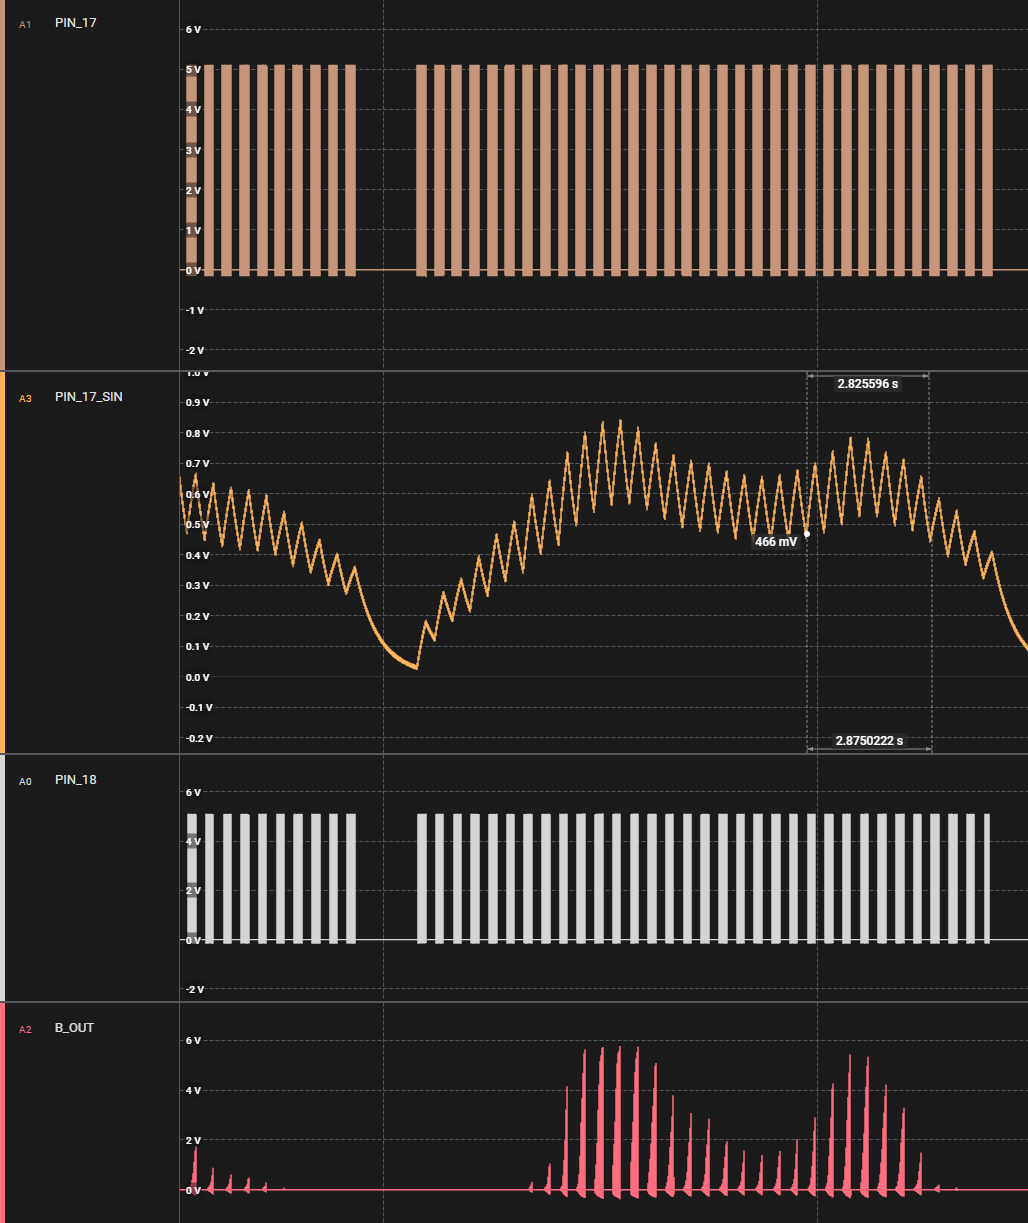 A1 PIN_17
6 V
5 V
4 V
3 V
2 V
1 V
0 V
-1 V
-2 V
A3 PIN_17_SIN
1.0 V
2.825596 s
0.9 V
0.8 V
0.7 V
0.6 V
0.5 V
466 mV
0.4 V
0.3 V
0.2 V
0.1 V
0.0 V
-0.1 V
-0.2 V
2.8750222 s
A0 PIN_18
6 V
4 V
2 V
0 V
-2 V
A2 B_OUT
6 V
4 V
2 V
0 V